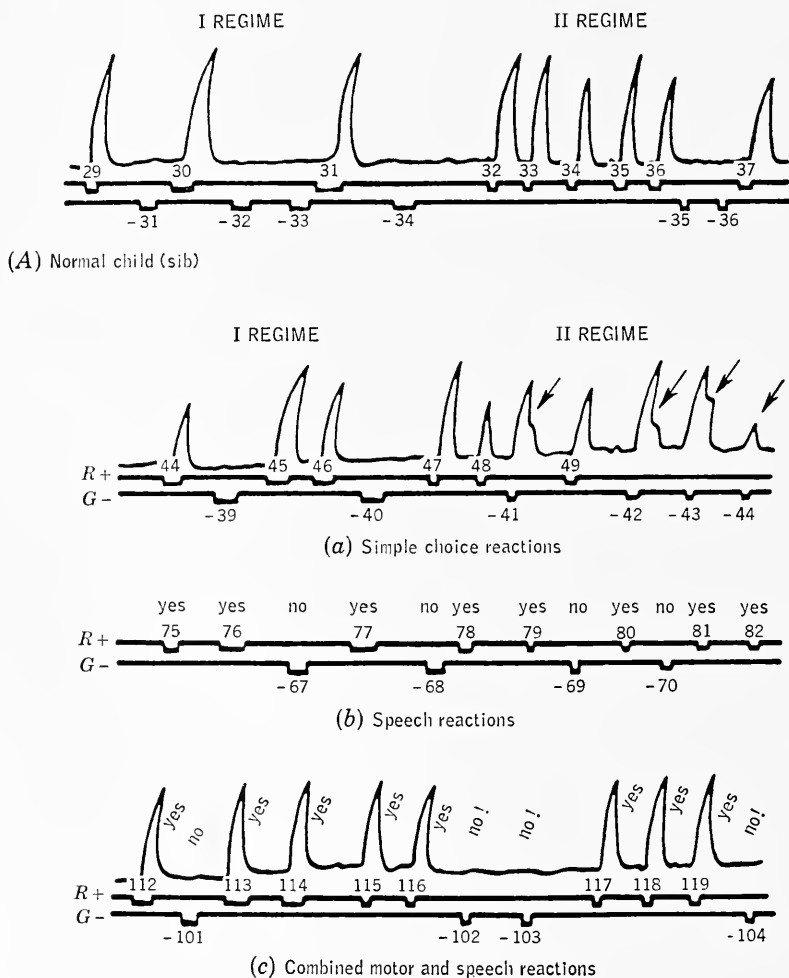 I REGIME II REGIME
29 30 31 32 33 34 35 36 37
-31 -32 -33 -34 -35 -36
(A) Normal child (sib)
I REGIME II REGIME
R+ 44 45 46 47 48 49
G- -39 -40 -41 -42 -43 -44
(a) Simple choice reactions
yes yes no yes no yes yes no yes no yes yes
R+ 75 76 77 78 79 80 81 82
G- -67 -68 -69 -70
(b) Speech reactions
yes no yes yes yes yes no! no! yes yes yes no!
R+ 112 113 114 115 116 117 118 119
G- -101 -102 -103 -104
(c) Combined motor and speech reactions